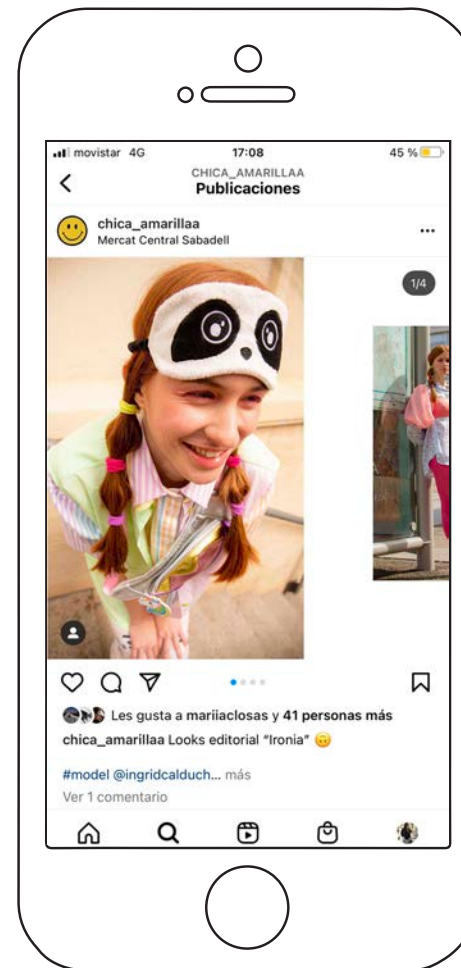 movistar 4G 17:08 45 %
CHICA_AMARILLAA
Publicaciones
chica_amarillaa
Mercat Central Sabadell
1/4
Les gusta a mariiaclosas y 41 personas más
chica_amarillaa Looks editorial “Ironia” 🙃
#model @ingridcalduch... más
Ver 1 comentario